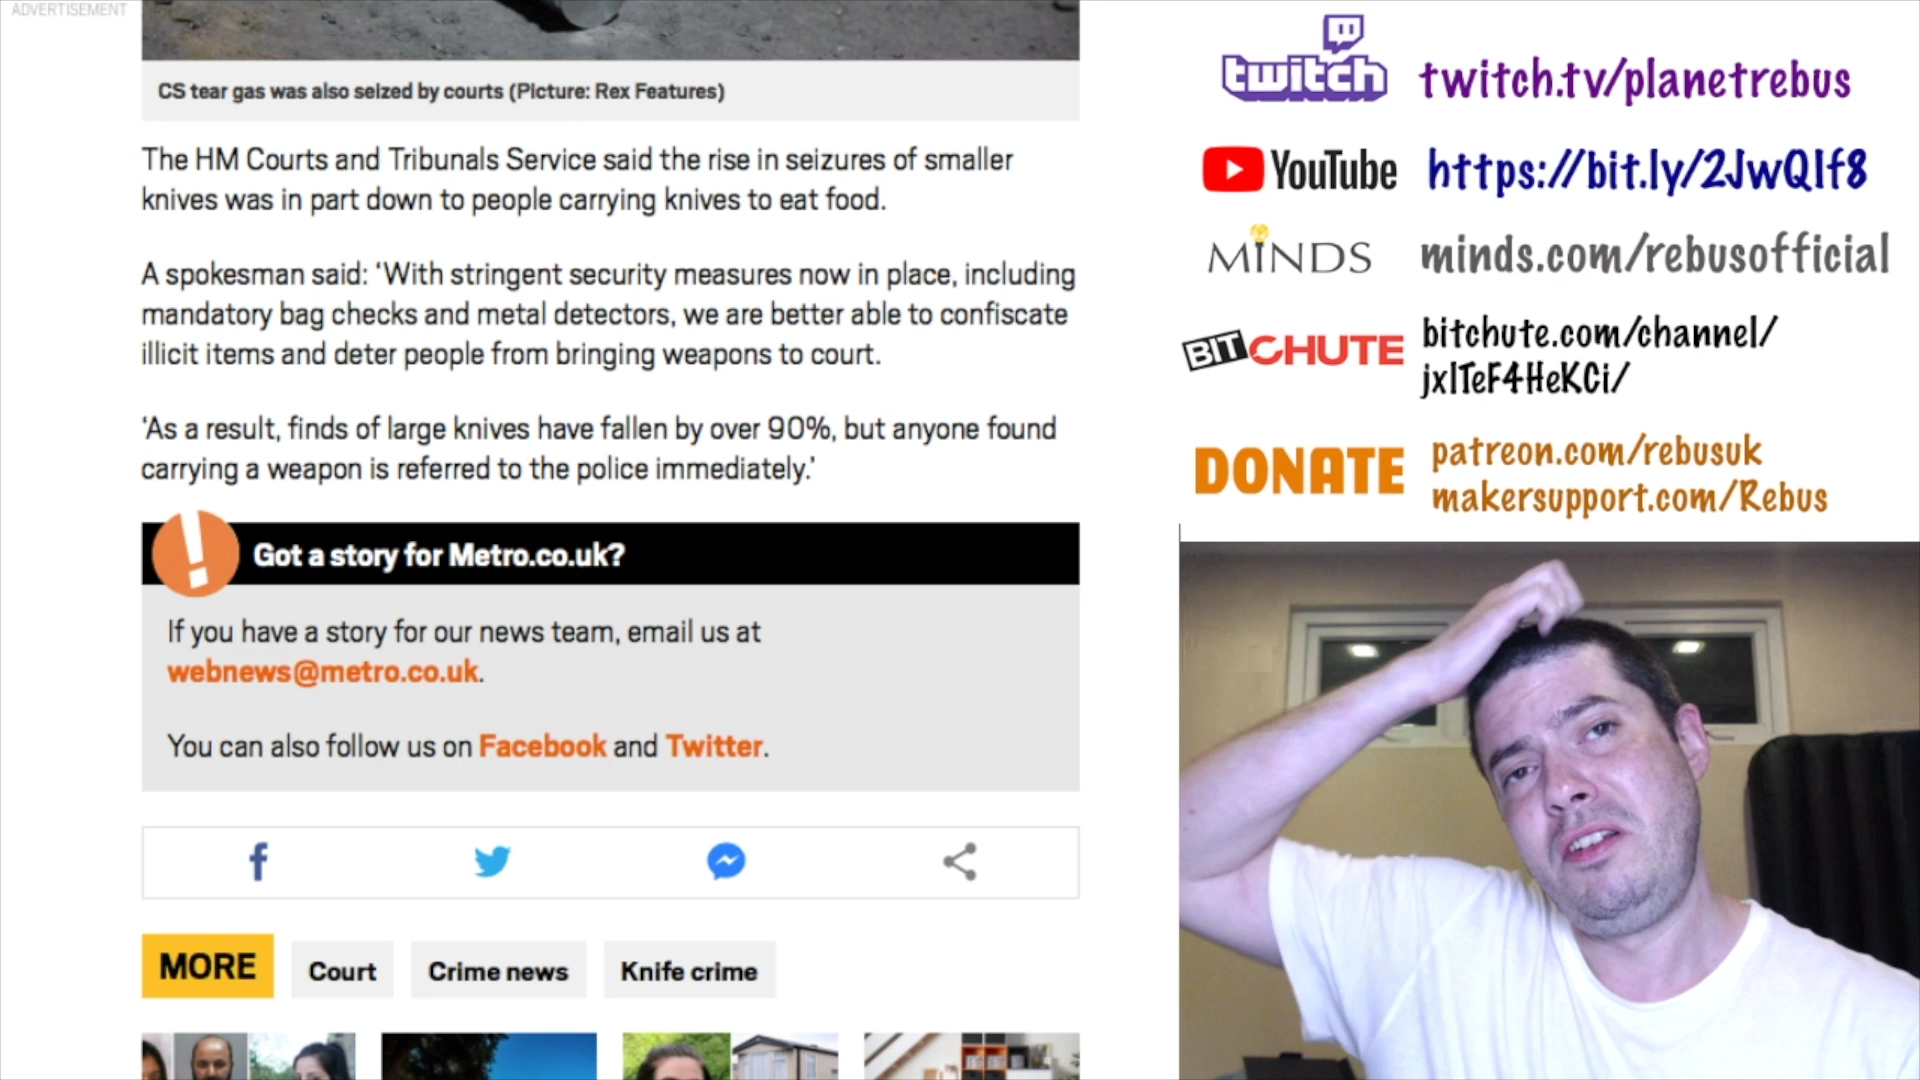 ADVERTISEMENT
CS tear gas was also seized by courts (Picture: Rex Features)
The HM Courts and Tribunals Service said the rise in seizures of smaller
knives was in part down to people carrying knives to eat food.
A spokesman said: ‘With stringent security measures now in place, including
mandatory bag checks and metal detectors, we are better able to confiscate
illicit items and deter people from bringing weapons to court.
‘As a result, finds of large knives have fallen by over 90%, but anyone found
carrying a weapon is referred to the police immediately.’
Got a story for Metro.co.uk?
If you have a story for our news team, email us at
webnews@metro.co.uk.
You can also follow us on Facebook and Twitter.
MORE Court Crime news Knife crime
twitch twitch.tv/planetrebus
YouTube https://bit.ly/2JwQIf8
MINDS minds.com/rebusofficial
BITCHUTE bitchute.com/channel/
jxITeF4HeKCi/
DONATE patreon.com/rebusuk
makersupport.com/Rebus